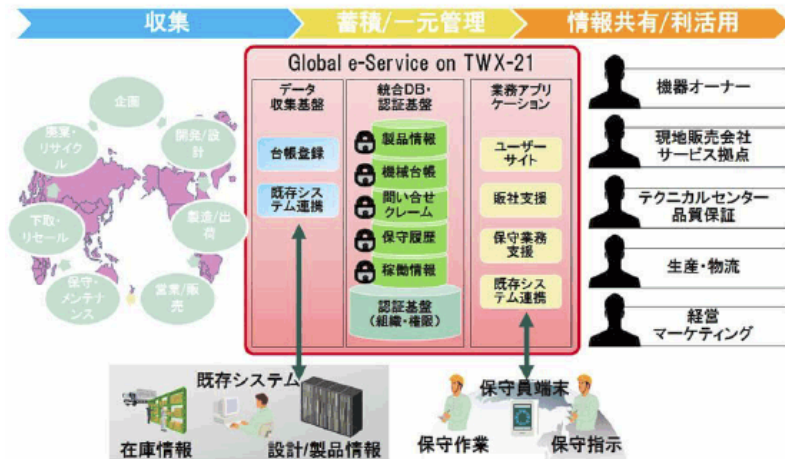 収集
蓄積/一元管理
情報共有/利活用
Global e-Service on TWX-21
データ
収集基盤
台帳登録
既存シス
テム連携
統合DB・
認証基盤
製品情報
機械台帳
問い合せ
クレーム
保守履歴
稼働情報
認証基盤
(組織・権限)
業務アプリ
ケーション
ユーザー
サイト
販社支援
保守業務
支援
既存シス
テム連携
企画
開発/設
計
製造/出
荷
営業/販
売
保守・
メンテナ
ンス
下取・
リセール
廃棄・
リサイク
ル
機器オーナー
現地販売会社
サービス拠点
テクニカルセンター
品質保証
生産・物流
経営
マーケティング
既存システム
在庫情報
設計/製品情報
保守員端末
保守作業
保守指示